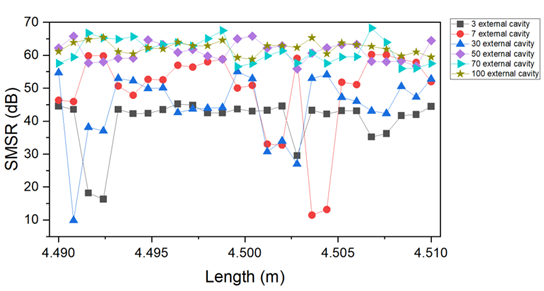 70
60
50
40
30
20
10
SMSR (dB)
4.490
4.495
4.500
4.505
4.510
Length (m)
3 external cavity
7 external cavity
30 external cavity
50 external cavity
70 external cavity
100 external cavity